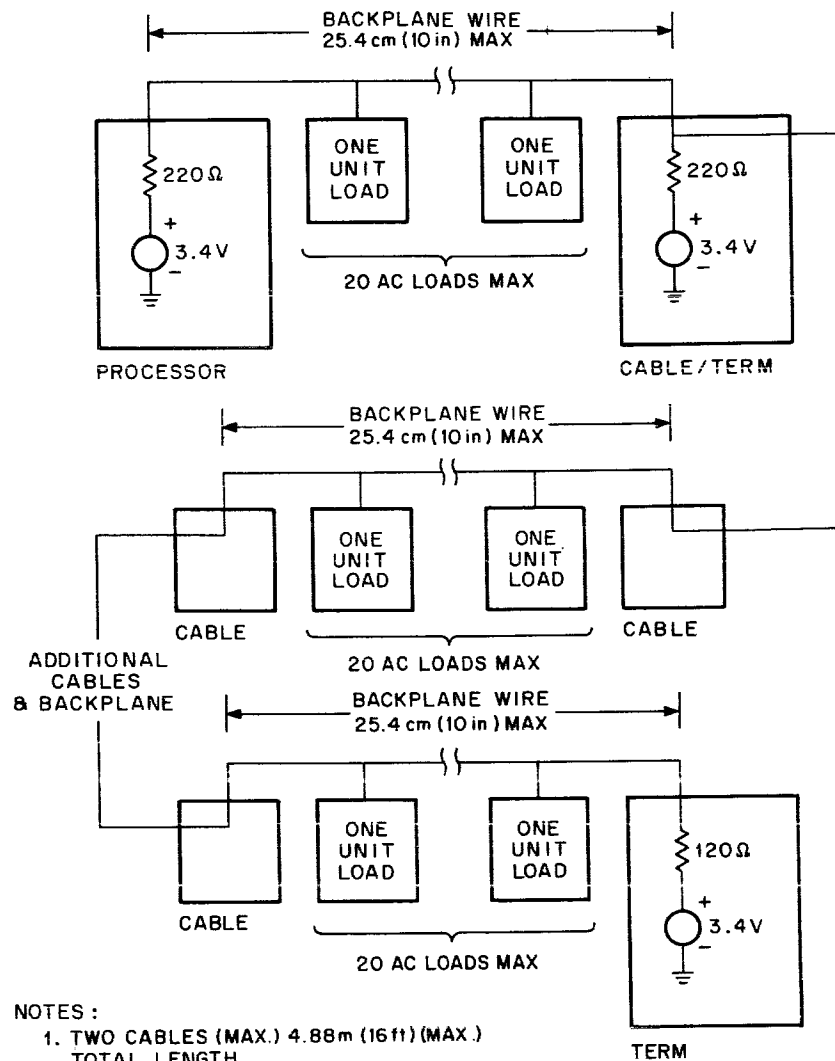 BACKPLANE WIRE
25.4 cm (10 in) MAX
ONE
UNIT
LOAD
ONE
UNIT
LOAD
220Ω
+
3.4V
−
220Ω
+
3.4V
−
20 AC LOADS MAX
PROCESSOR
CABLE/TERM
BACKPLANE WIRE
25.4 cm (10 in) MAX
ONE
UNIT
LOAD
ONE
UNIT
LOAD
CABLE
CABLE
20 AC LOADS MAX
ADDITIONAL
CABLES
& BACKPLANE
BACKPLANE WIRE
25.4 cm (10 in) MAX
ONE
UNIT
LOAD
ONE
UNIT
LOAD
120Ω
+
3.4V
−
CABLE
20 AC LOADS MAX
TERM
NOTES :
1. TWO CABLES (MAX.) 4.88m (16 ft) (MAX.)
TOTAL LENGTH